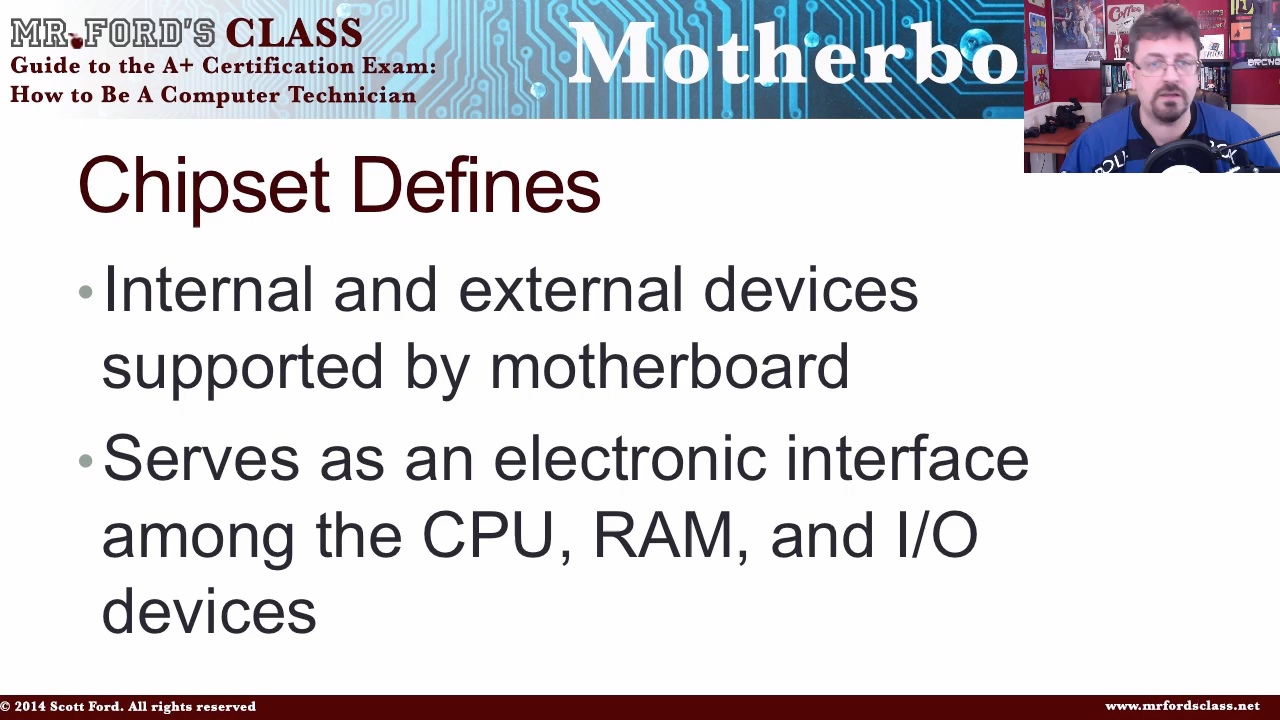 MR. FORD'S CLASS
Guide to the A+ Certification Exam:
How to Be A Computer Technician
Motherbo
Chipset Defines
• Internal and external devices
supported by motherboard
• Serves as an electronic interface
among the CPU, RAM, and I/O
devices
© 2014 Scott Ford. All rights reserved
www.mrfordsclass.net